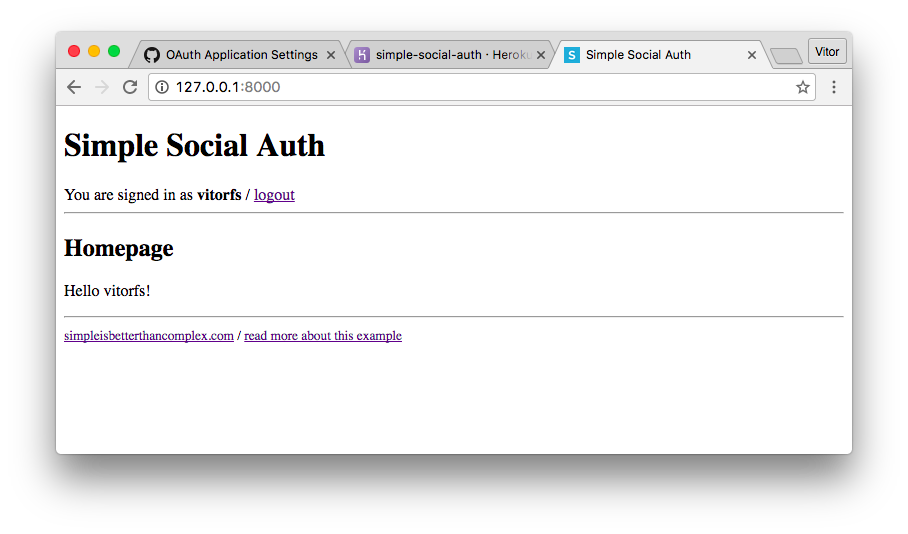 OAuth Application Settings simple-social-auth · Heroku Simple Social Auth Vitor
127.0.0.1:8000
Simple Social Auth
You are signed in as vitorfs / logout
Homepage
Hello vitorfs!
simpleisbetterthancomplex.com / read more about this example